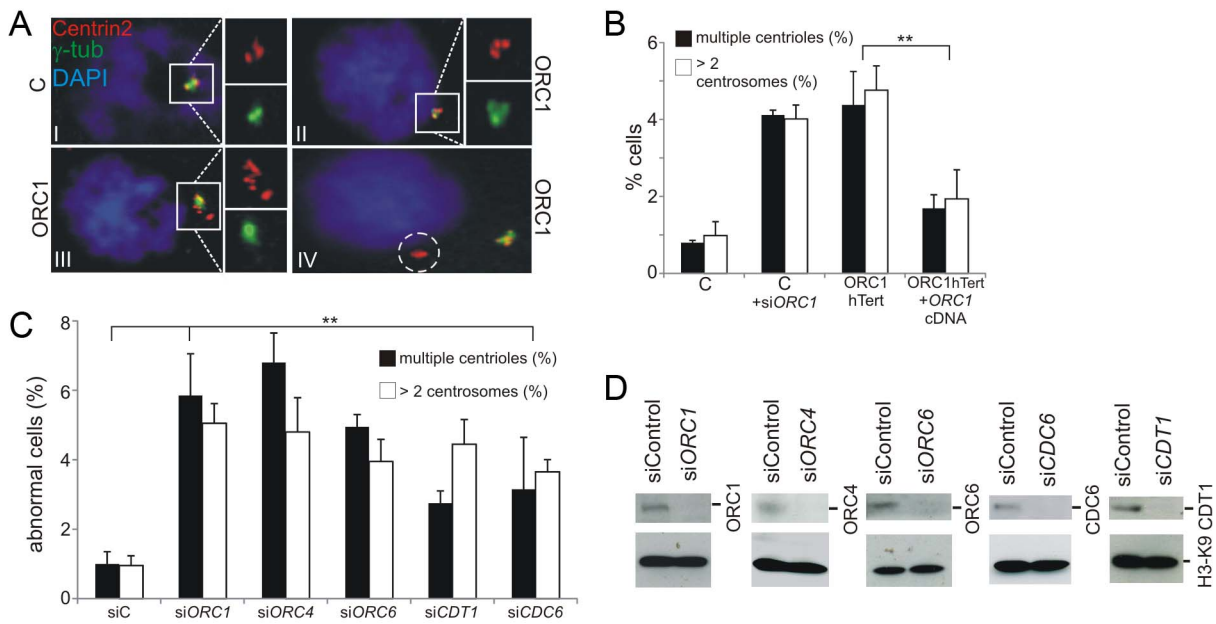 A
Centrin2
γ-tub
DAPI
C
I
II
ORC1
ORC1
III
IV
ORC1
B
multiple centrioles (%)
> 2
centrosomes (%)
**
% cells
6
4
2
0
C
C
+siORC1
ORC1
hTert
ORC1hTert
+ORC1
cDNA
C
**
multiple centrioles (%)
> 2 centrosomes (%)
abnormal cells (%)
8
6
4
2
0
siC
siORC1
siORC4
siORC6
siCDT1
siCDC6
D
siControl
siORC1
ORC1
siControl
siORC4
ORC4
siControl
siORC6
ORC6
siControl
siCDC6
CDC6
siControl
siCDT1
H3-K9 CDT1